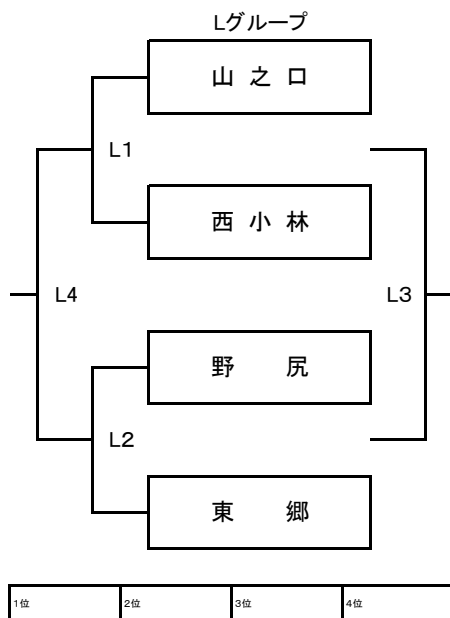 Lグループ
山 之 口
L1
西 小 林
L4
L3
野 尻
L2
東 郷
1位 2位 3位 4位